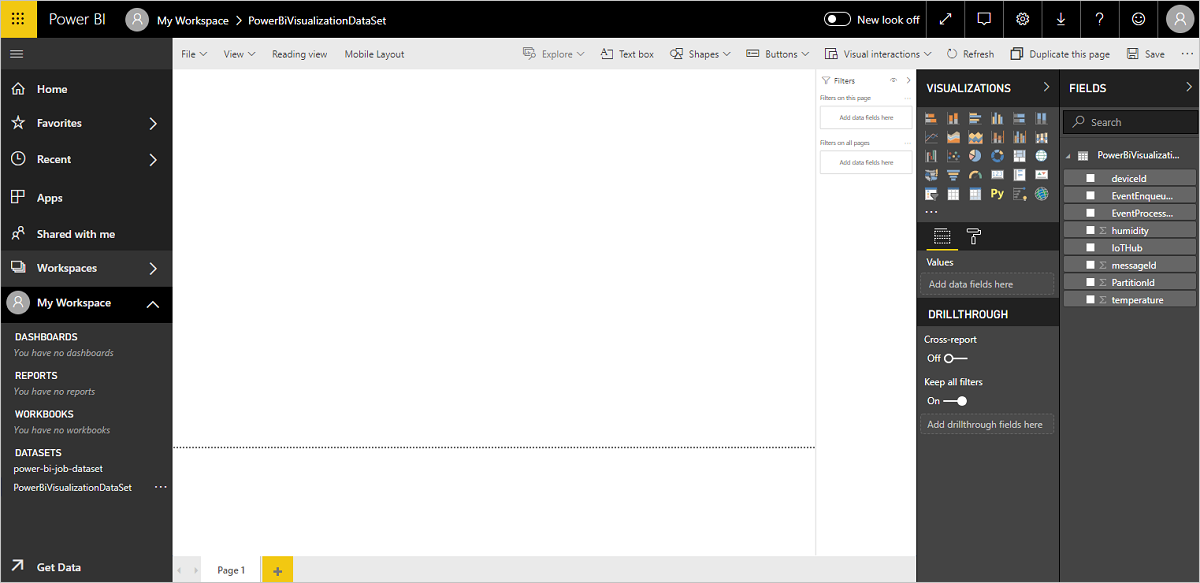 Power BI My Workspace > PowerBiVisualizationDataSet New look off ?
File View Reading view Mobile Layout Explore Text box Shapes Buttons Visual interactions Refresh Duplicate this page Save ...
Home
Favorites
Recent
Apps
Shared with me
Workspaces
My Workspace
DASHBOARDS
You have no dashboards
REPORTS
You have no reports
WORKBOOKS
You have no workbooks
DATASETS
power-bi-job-dataset
PowerBiVisualizationDataSet ...
Get Data
Page 1 +
Filters
Filters on this page ...
Add data fields here
Filters on all pages ...
Add data fields here
VISUALIZATIONS
Py
...
Values
Add data fields here
DRILLTHROUGH
Cross-report
Off
Keep all filters
On
Add drillthrough fields here
FIELDS
Search
PowerBiVisualizati...
deviceId
EventEnqueu...
EventProcess...
Σ humidity
IoTHub
Σ messageId
Σ PartitionId
Σ temperature